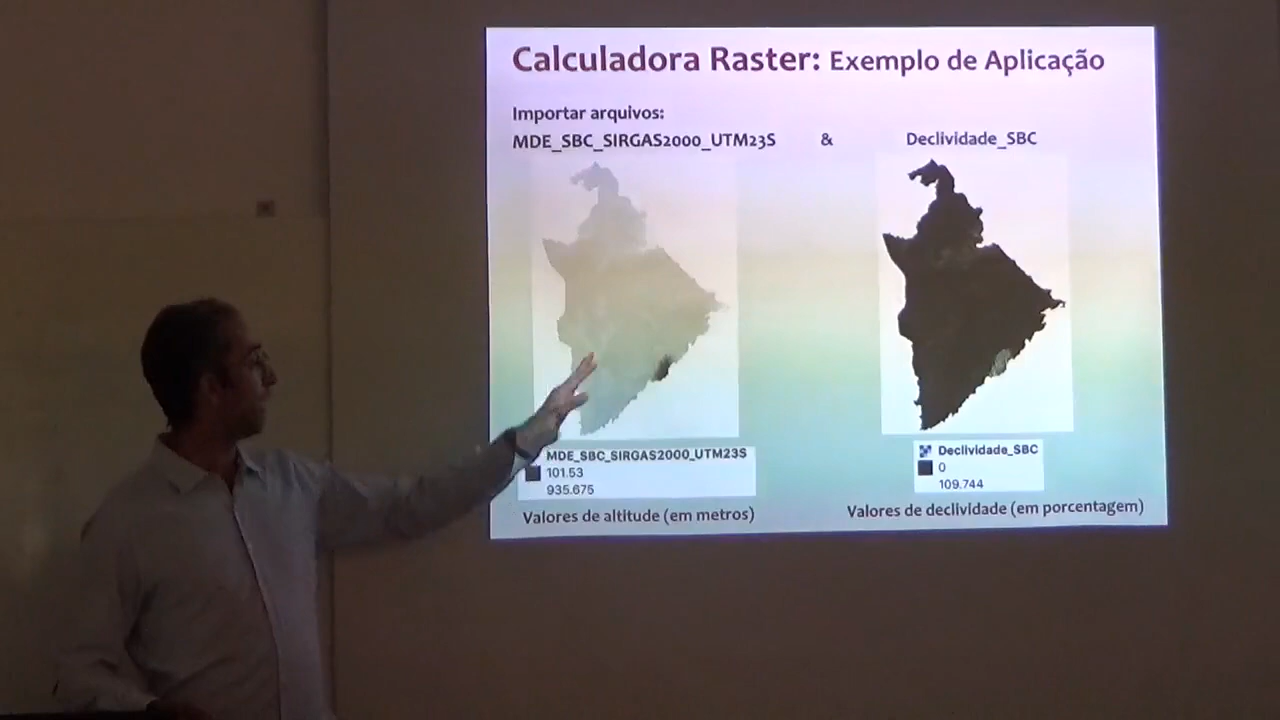 Calculadora Raster: Exemplo de Aplicação
Importar arquivos:
MDE_SBC_SIRGAS2000_UTM23S & Declividade_SBC
MDE_SBC_SIRGAS2000_UTM23S
101.53
935.675
Valores de altitude (em metros)
Declividade_SBC
0
109.744
Valores de declividade (em porcentagem)